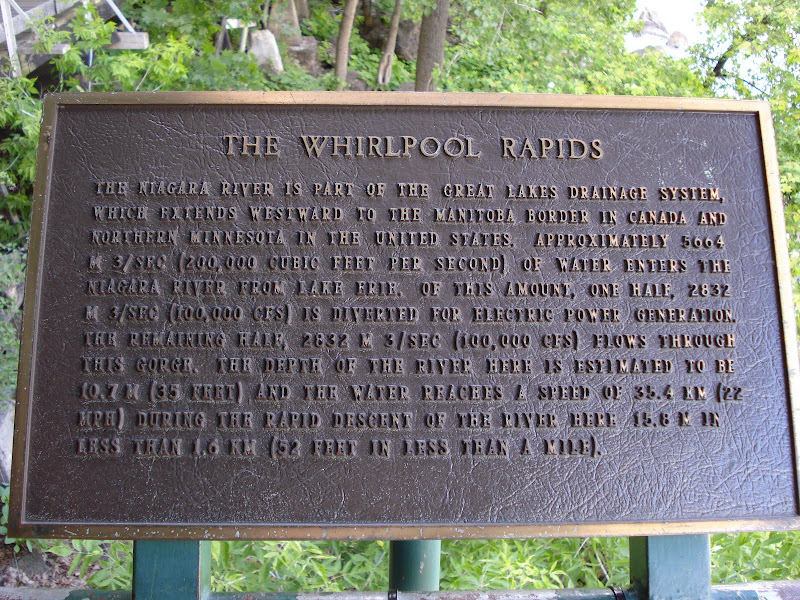 THE WHIRLPOOL RAPIDS
THE NIAGARA RIVER IS PART OF THE GREAT LAKES DRAINAGE SYSTEM,
WHICH EXTENDS WESTWARD TO THE MANITOBA BORDER IN CANADA AND
NORTHERN MINNESOTA IN THE UNITED STATES. APPROXIMATELY 5664
M 3/SEC (200,000 CUBIC FEET PER SECOND) OF WATER ENTERS THE
NIAGARA RIVER FROM LAKE ERIE. OF THIS AMOUNT, ONE HALF, 2832
M 3/SEC (100,000 CFS) IS DIVERTED FOR ELECTRIC POWER GENERATION.
THE REMAINING HALF, 2832 M 3/SEC (100,000 CFS) FLOWS THROUGH
THIS GORGE. THE DEPTH OF THE RIVER HERE IS ESTIMATED TO BE
10.7 M (35 FEET) AND THE WATER REACHES A SPEED OF 35.4 KM (22
MPH) DURING THE RAPID DESCENT OF THE RIVER HERE 15.8 M IN
LESS THAN 1.6 KM (52 FEET IN LESS THAN A MILE).